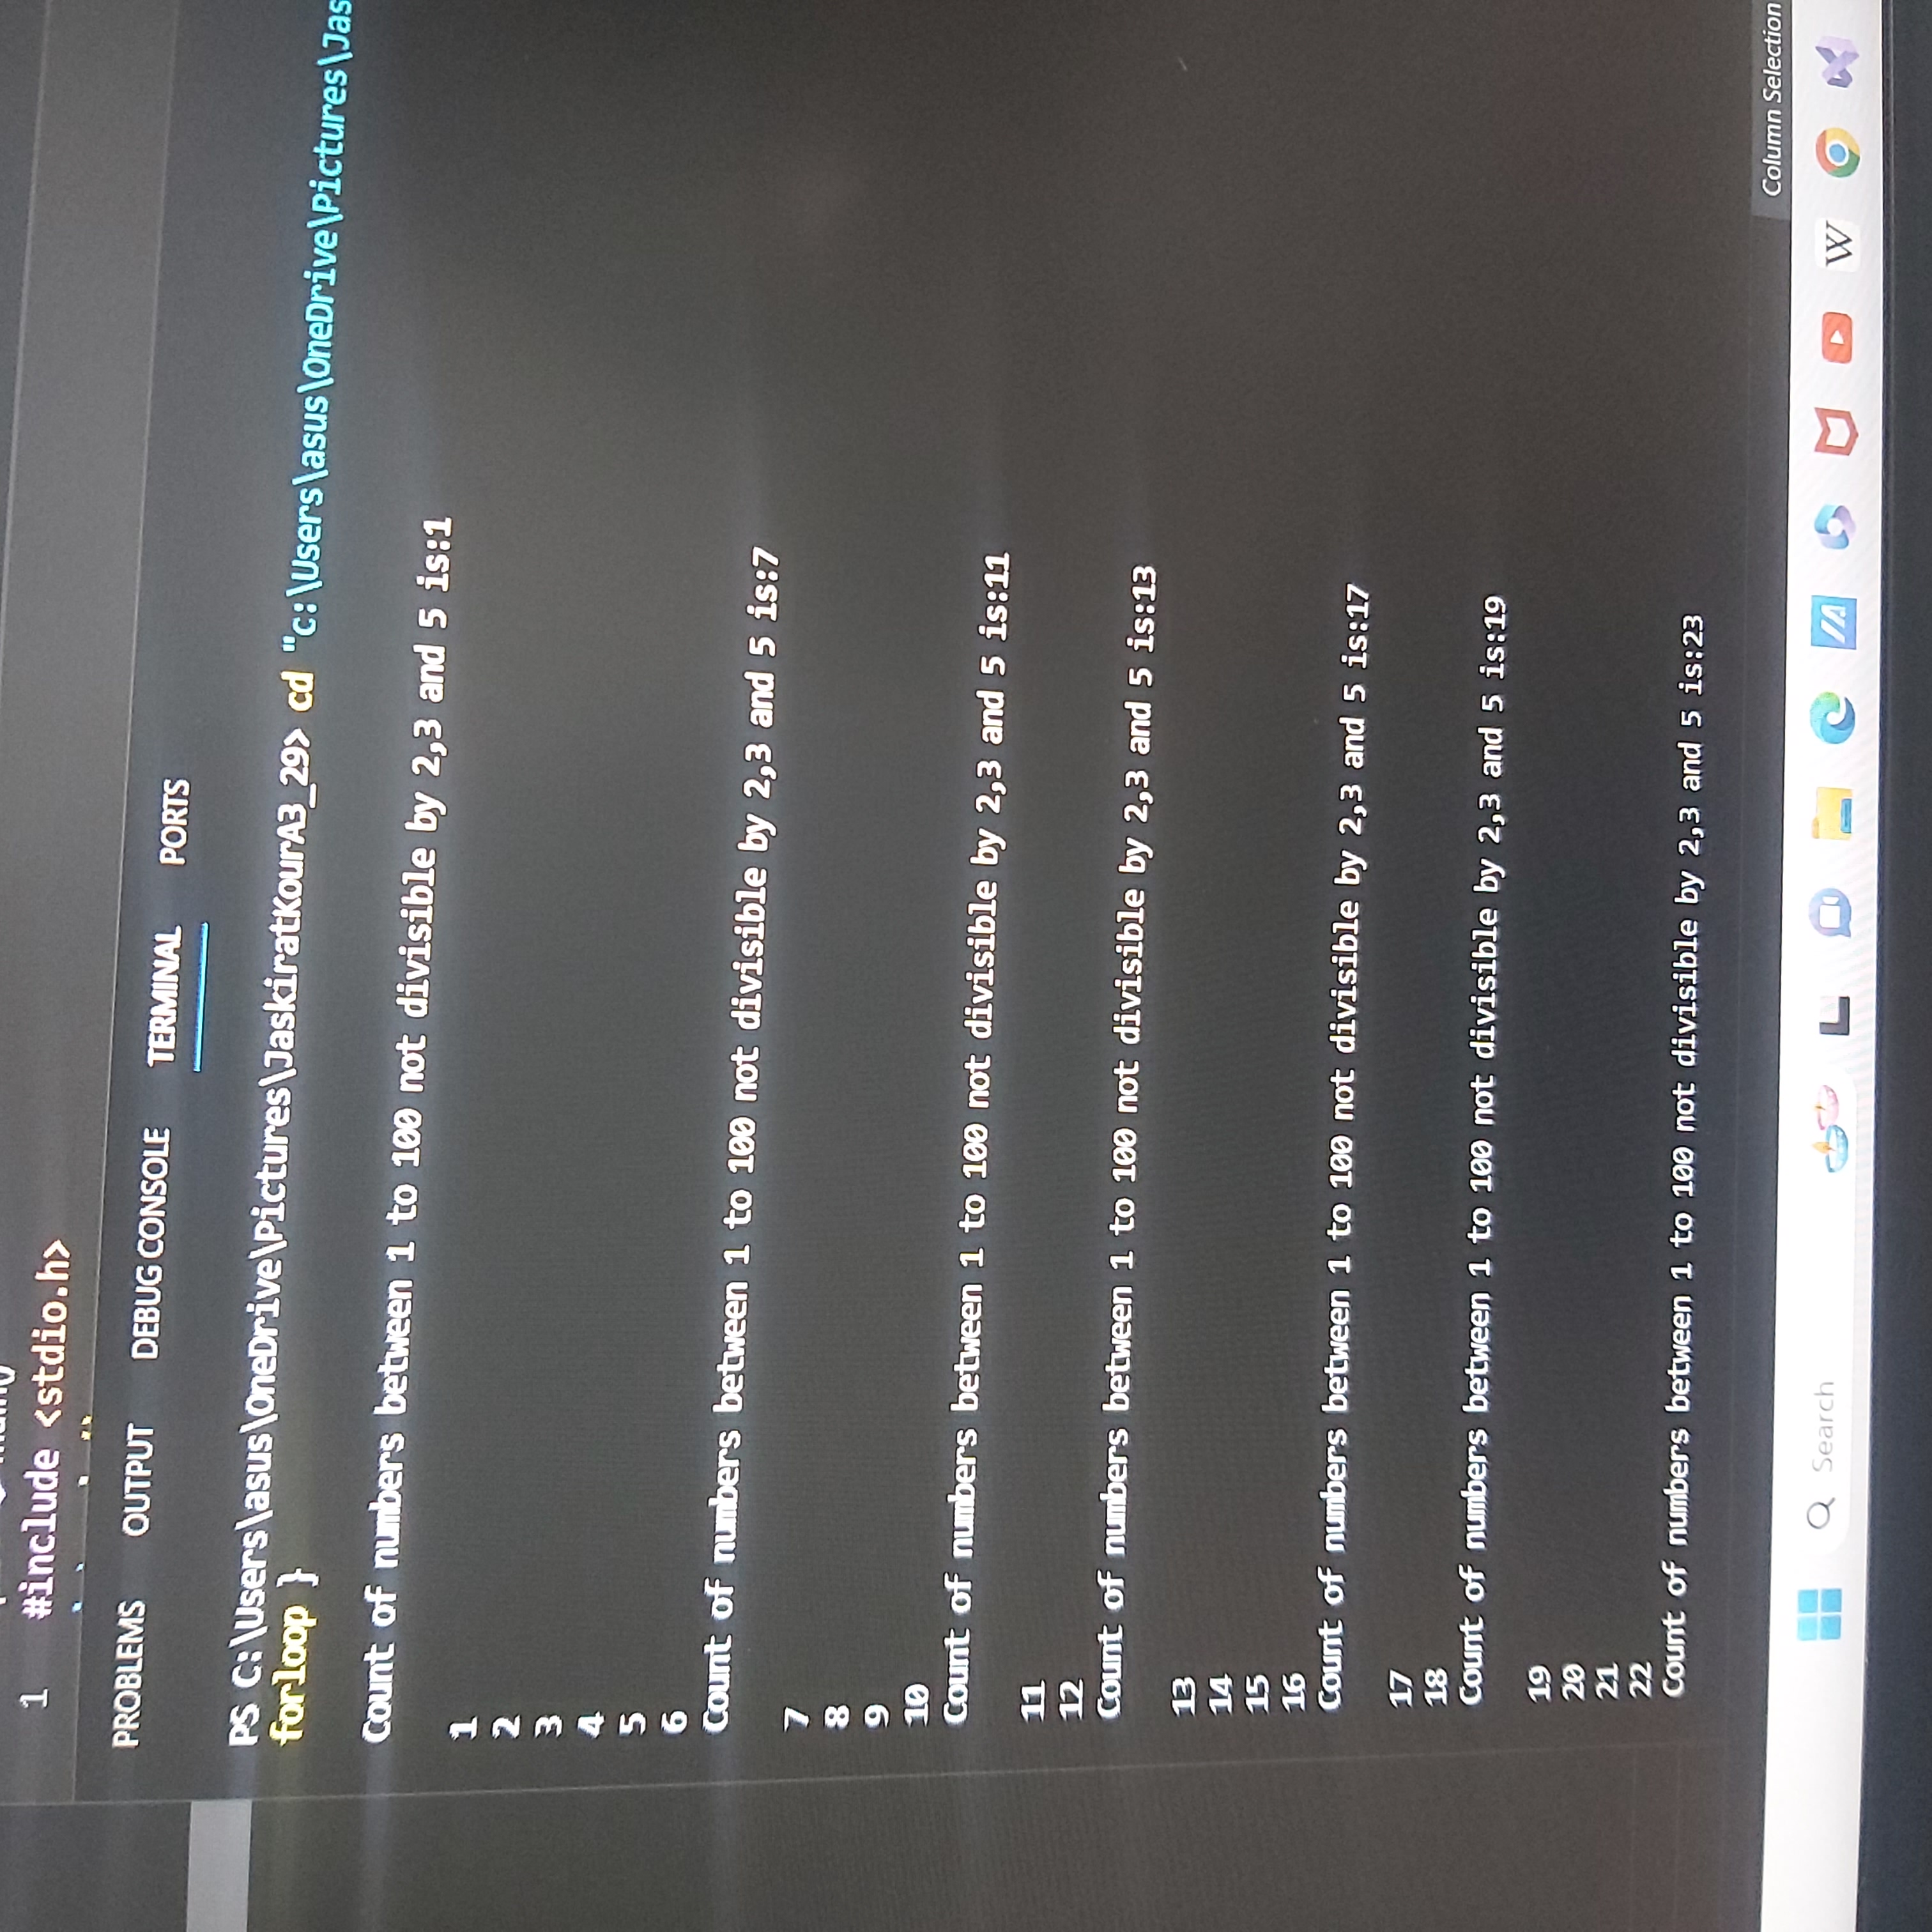 main()
1 #include <stdio.h>
PROBLEMS OUTPUT DEBUG CONSOLE TERMINAL PORTS
PS C:\Users\asus\OneDrive\Pictures\JaskiratKourA3_29> cd "c:\Users\asus\OneDrive\Pictures\Jas
forloop }
Count of numbers between 1 to 100 not divisible by 2,3 and 5 is:1
1
2
3
4
5
6
Count of numbers between 1 to 100 not divisible by 2,3 and 5 is:7
7
8
9
10
Count of numbers between 1 to 100 not divisible by 2,3 and 5 is:11
11
12
Count of numbers between 1 to 100 not divisible by 2,3 and 5 is:13
13
14
15
16
Count of numbers between 1 to 100 not divisible by 2,3 and 5 is:17
17
18
Count of numbers between 1 to 100 not divisible by 2,3 and 5 is:19
19
20
21
22
Count of numbers between 1 to 100 not divisible by 2,3 and 5 is:23
Column Selection
Search
W